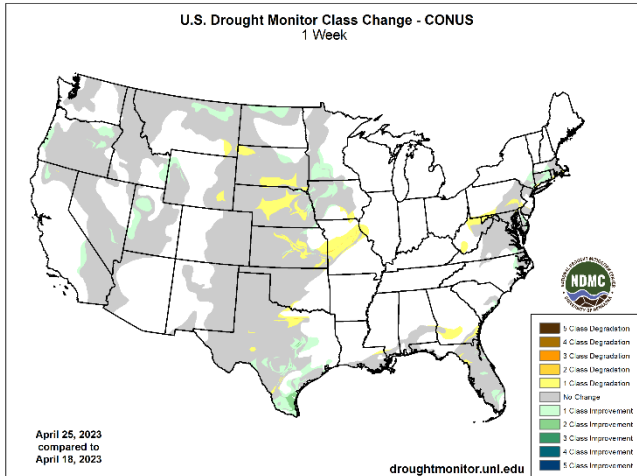 U.S. Drought Monitor Class Change - CONUS
1 Week
NDMC
5 Class Degradation
4 Class Degradation
3 Class Degradation
2 Class Degradation
1 Class Degradation
No Change
1 Class Improvement
2 Class Improvement
3 Class Improvement
4 Class Improvement
5 Class Improvement
April 25, 2023
compared to
April 18, 2023
droughtmonitor.unl.edu